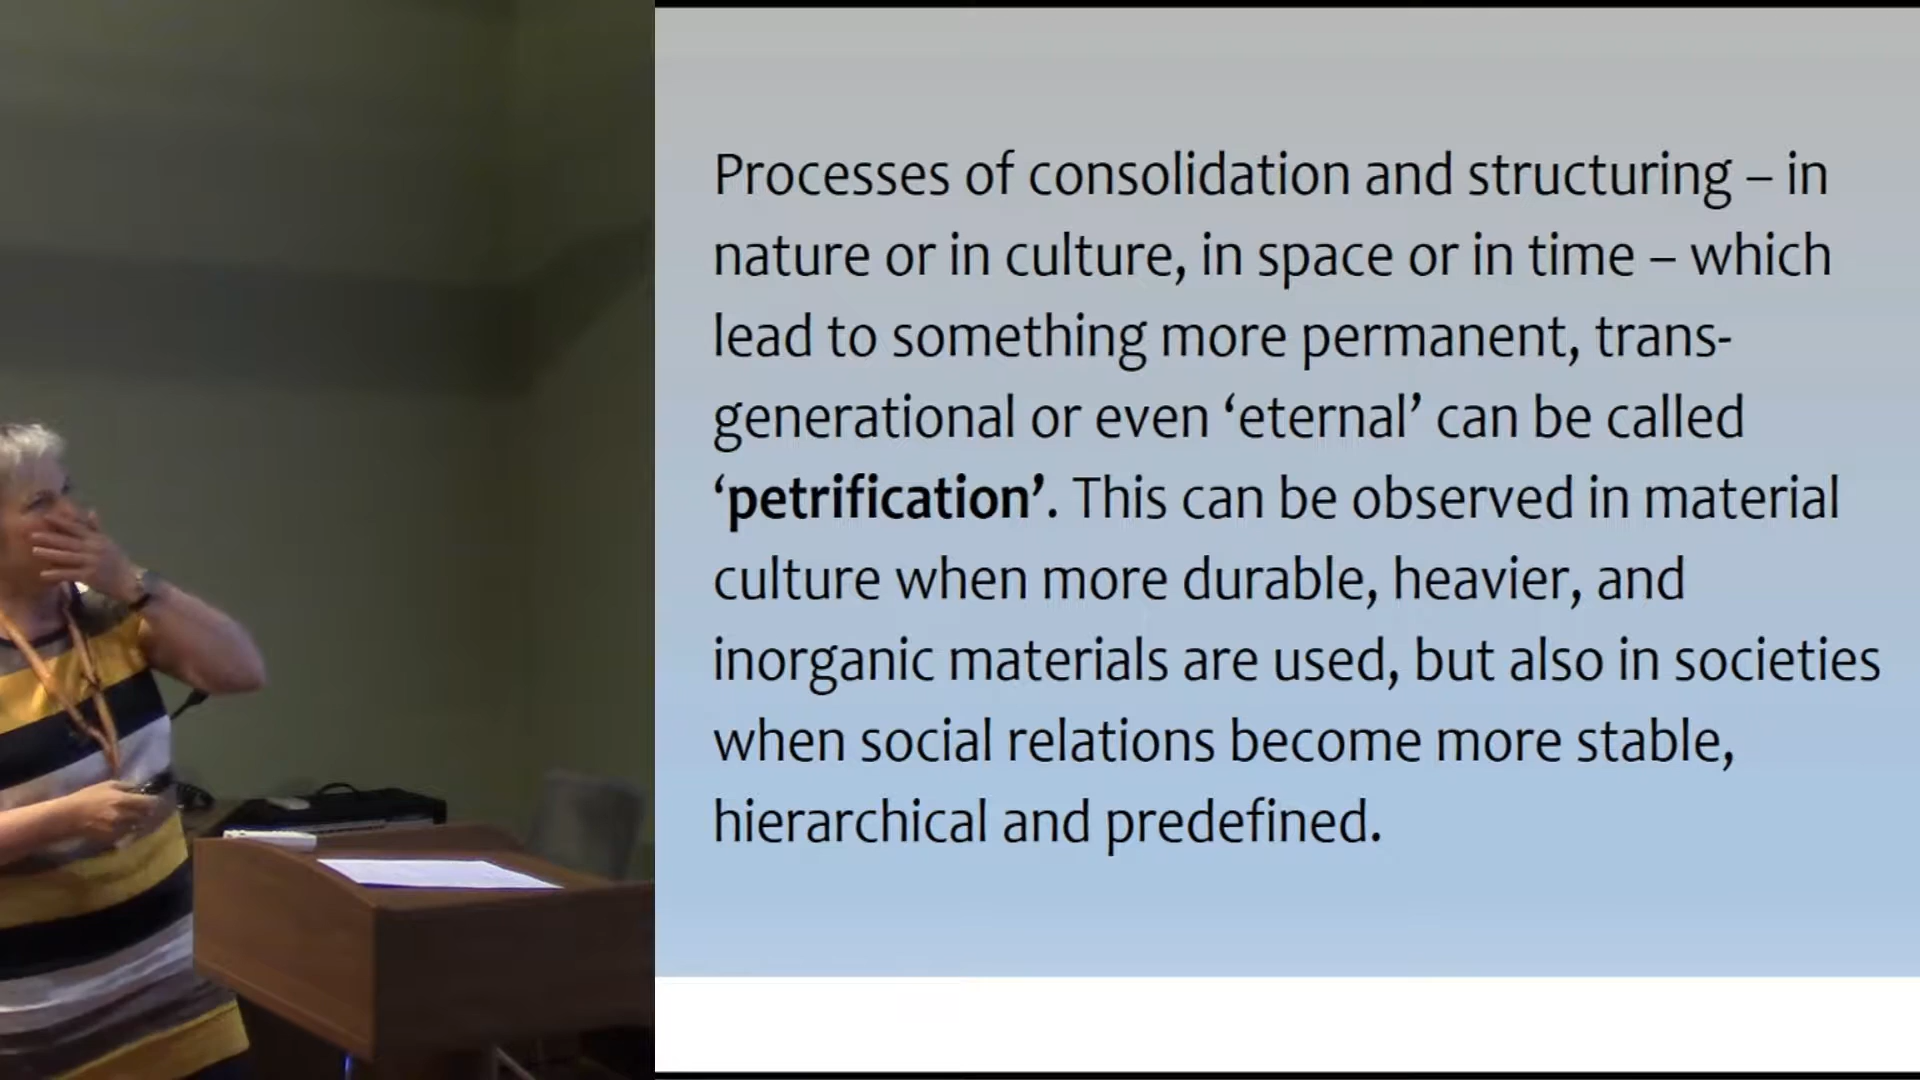 Processes of consolidation and structuring – in
nature or in culture, in space or in time – which
lead to something more permanent, trans-
generational or even ‘eternal’ can be called
‘petrification’. This can be observed in material
culture when more durable, heavier, and
inorganic materials are used, but also in societies
when social relations become more stable,
hierarchical and predefined.